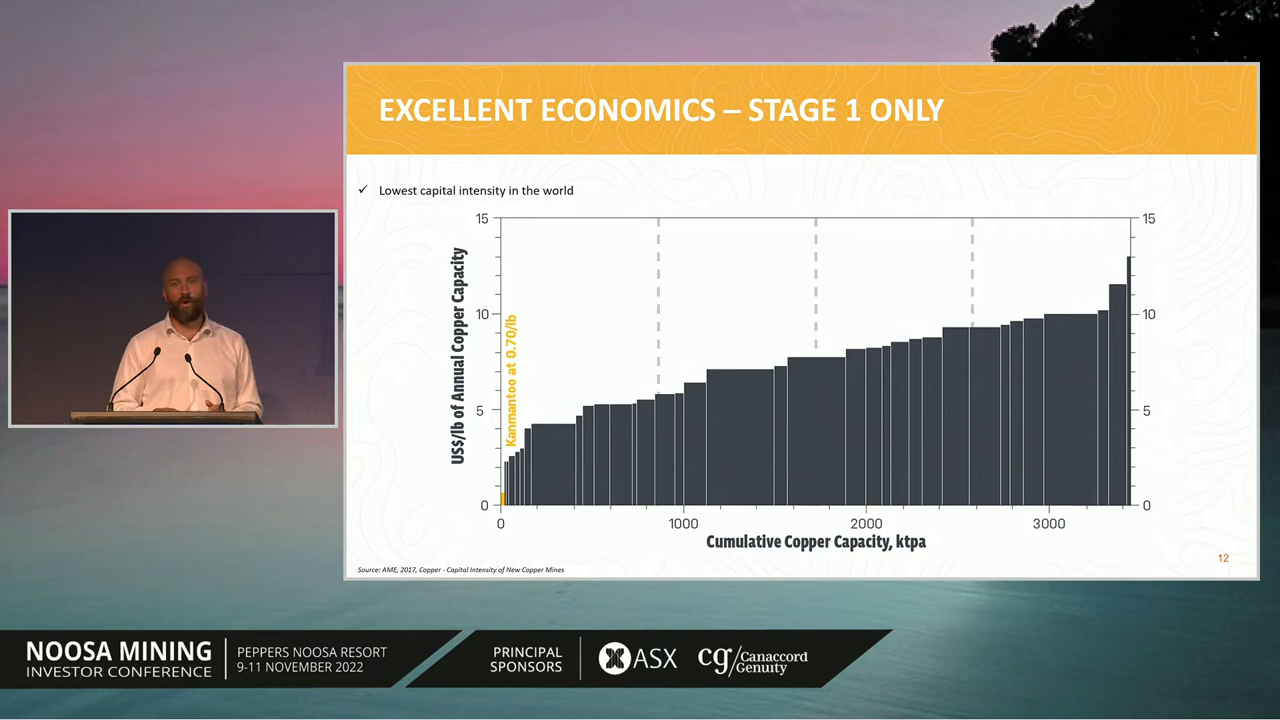 EXCELLENT ECONOMICS – STAGE 1 ONLY
✓ Lowest capital intensity in the world
US$/lb of Annual Copper Capacity
15
10
5
0
Kanmantoo at 0.70/lb
15
10
5
0
0 1000 2000 3000
Cumulative Copper Capacity, ktpa
12
Source: AME, 2017, Copper - Capital Intensity of New Copper Mines
NOOSA MINING
INVESTOR CONFERENCE
PEPPERS NOOSA RESORT
9-11 NOVEMBER 2022
PRINCIPAL
SPONSORS
ASX
cg/Canaccord
Genuity